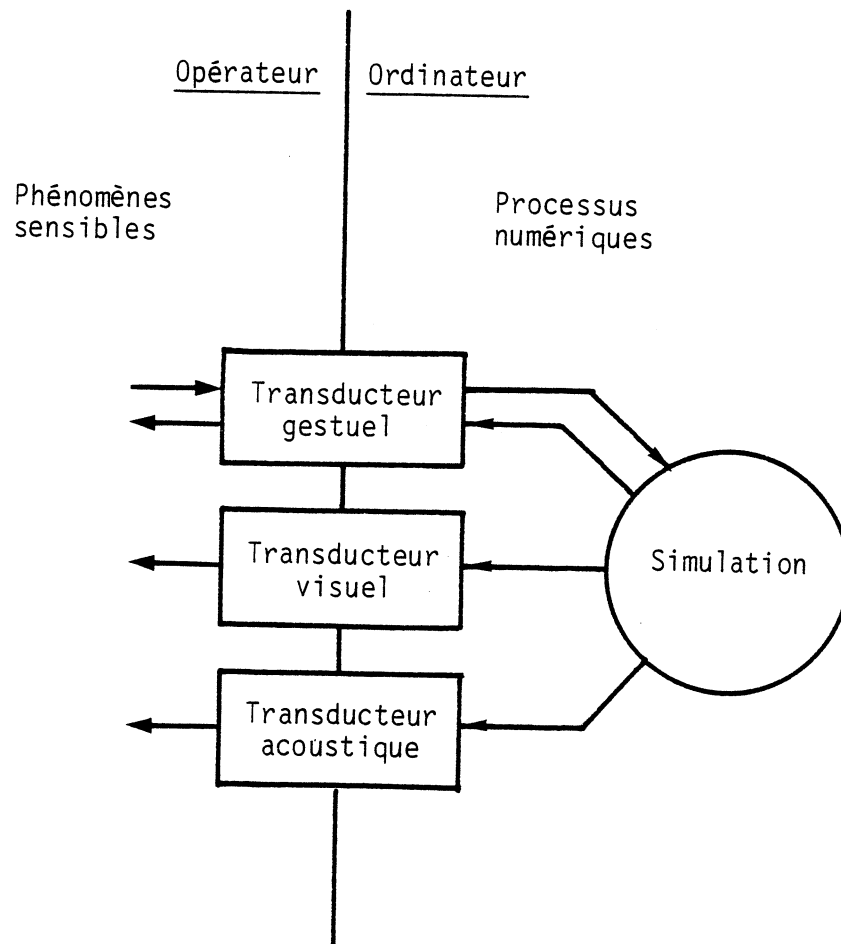 Opérateur
Ordinateur
Phénomènes
sensibles
Processus
numériques
Transducteur
gestuel
Transducteur
visuel
Simulation
Transducteur
acoustique